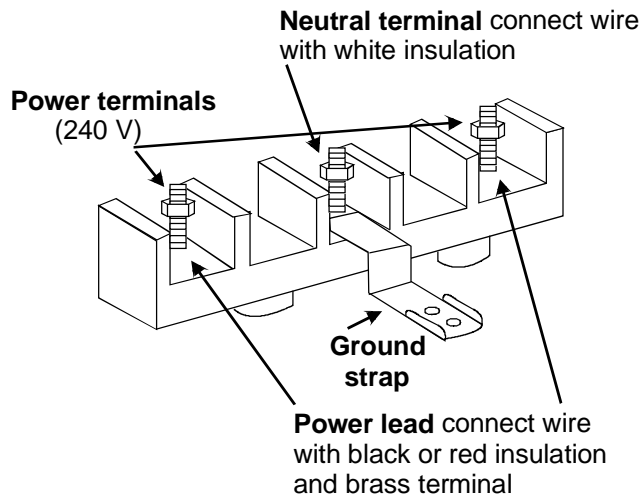 Neutral terminal connect wire
with white insulation
Power terminals
(240 V)
Ground
strap
Power lead connect wire
with black or red insulation
and brass terminal